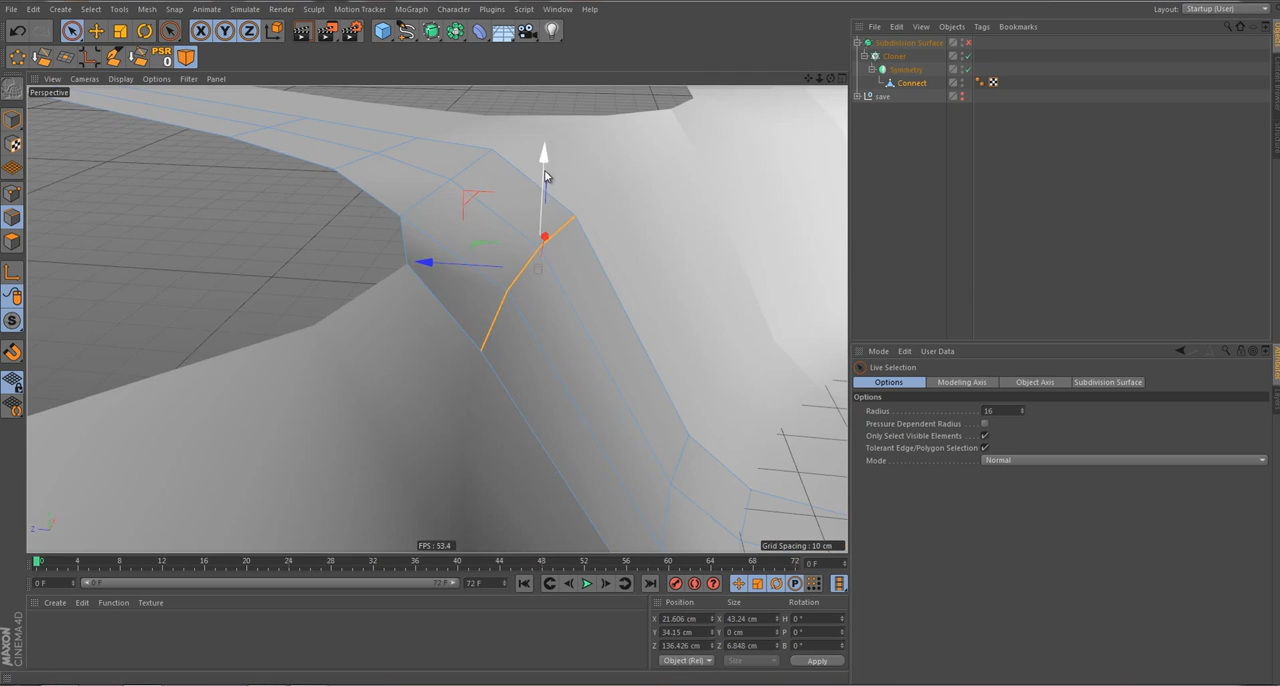 File Edit Create Select Tools Mesh Snap Animate Simulate Render Sculpt Motion Tracker MoGraph Character Plugins Script Window Help Layout: Startup (User)
X Y Z
PSR 0
File Edit View Objects Tags Bookmarks
Subdivision Surface
Cloner
Symmetry
Connect
save
View Cameras Display Options Filter Panel
Perspective
Mode Edit User Data
Live Selection
Options Modeling Axis Object Axis Subdivision Surface
Options
Radius 16
Pressure Dependent Radius
Only Select Visible Elements
Tolerant Edge/Polygon Selection
Mode Normal
Z
FPS : 53.4
Grid Spacing : 10 cm
0 4 8 12 16 20 24 28 32 36 40 44 48 52 56 60 64 68 72 0 F
0 F 0 F 72 F 72 F
Create Edit Function Texture
Position Size Rotation
X 21.606 cm X 43.24 cm H 0 °
Y 34.15 cm Y 0 cm P 0 °
Z 136.426 cm Z 6.848 cm B 0 °
Object (Rel) Size Apply
MAXON
CINEMA 4D